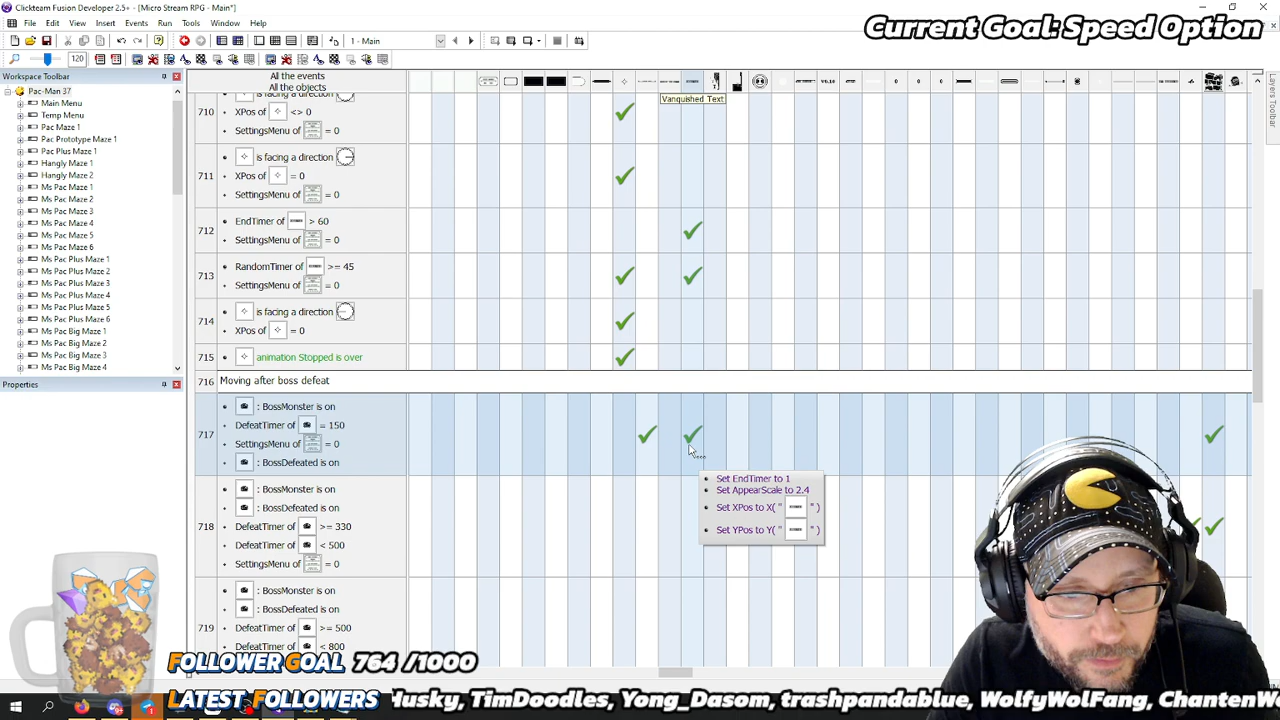 Clickteam Fusion Developer 2.5+ - [Micro Stream RPG - Main*]
File Edit View Insert Events Run Tools Window Help
Current Goal: Speed Option
1 - Main
120
Workspace Toolbar
Pac-Man 37
Main Menu
Temp Menu
Pac Maze 1
Pac Prototype Maze 1
Pac Plus Maze 1
Hangly Maze 1
Hangly Maze 2
Ms Pac Maze 1
Ms Pac Maze 2
Ms Pac Maze 3
Ms Pac Maze 4
Ms Pac Maze 5
Ms Pac Maze 6
Ms Pac Plus Maze 1
Ms Pac Plus Maze 2
Ms Pac Plus Maze 3
Ms Pac Plus Maze 4
Ms Pac Plus Maze 5
Ms Pac Plus Maze 6
Ms Pac Big Maze 1
Ms Pac Big Maze 2
Ms Pac Big Maze 3
Ms Pac Big Maze 4
Properties
Layers Toolbar
All the events
All the objects
Vanquished Text
710
is facing a direction
XPos of <> 0
SettingsMenu of = 0
711
is facing a direction
XPos of = 0
SettingsMenu of = 0
712
EndTimer of > 60
SettingsMenu of = 0
713
RandomTimer of >= 45
SettingsMenu of = 0
714
is facing a direction
XPos of = 0
715
animation Stopped is over
716 Moving after boss defeat
717
: BossMonster is on
DefeatTimer of = 150
SettingsMenu of = 0
: BossDefeated is on
Set EndTimer to 1
Set AppearScale to 2.4
Set XPos to X( " " )
Set YPos to Y( " " )
718
: BossMonster is on
: BossDefeated is on
DefeatTimer of >= 330
DefeatTimer of < 500
SettingsMenu of = 0
719
: BossMonster is on
: BossDefeated is on
DefeatTimer of >= 500
DefeatTimer of < 800
Follower Goal 764 /1000
Latest Followers Husky, TimDoodles, Yong_Dasom, trashpandablue, WolfyWolFang, ChantenW